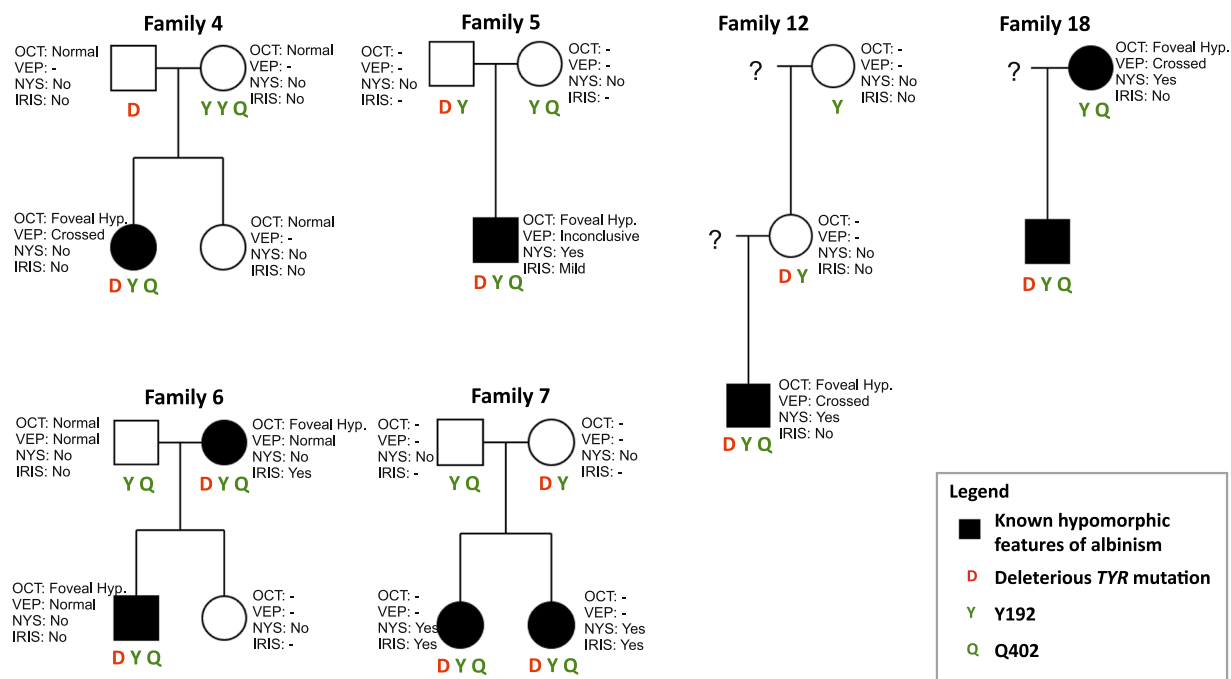 Family 4
OCT: Normal
VEP: -
NYS: No
IRIS: No
D
OCT: Normal
VEP: -
NYS: No
IRIS: No
Y Y Q
OCT: Foveal Hyp.
VEP: Crossed
NYS: No
IRIS: No
D Y Q
OCT: Normal
VEP: -
NYS: No
IRIS: No
Family 5
OCT: -
VEP: -
NYS: No
IRIS: -
D Y
OCT: -
VEP: -
NYS: No
IRIS: -
Y Q
OCT: Foveal Hyp.
VEP: Inconclusive
NYS: Yes
IRIS: Mild
D Y Q
Family 12
?
OCT: -
VEP: -
NYS: No
IRIS: No
Y
?
OCT: -
VEP: -
NYS: No
IRIS: No
D Y
OCT: Foveal Hyp.
VEP: Crossed
NYS: Yes
IRIS: No
D Y Q
Family 18
?
OCT: Foveal Hyp.
VEP: Crossed
NYS: Yes
IRIS: No
Y Q
D Y Q
Family 6
OCT: Normal
VEP: Normal
NYS: No
IRIS: No
Y Q
OCT: Foveal Hyp.
VEP: Normal
NYS: No
IRIS: Yes
D Y Q
OCT: Foveal Hyp.
VEP: Normal
NYS: No
IRIS: No
D Y Q
OCT: -
VEP: -
NYS: No
IRIS: -
Family 7
OCT: -
VEP: -
NYS: No
IRIS: -
Y Q
OCT: -
VEP: -
NYS: No
IRIS: -
D Y
OCT: -
VEP: -
NYS: Yes
IRIS: Yes
D Y Q
OCT: -
VEP: -
NYS: Yes
IRIS: Yes
D Y Q
Legend
Known hypomorphic
features of albinism
D Deleterious TYR mutation
Y Y192
Q Q402